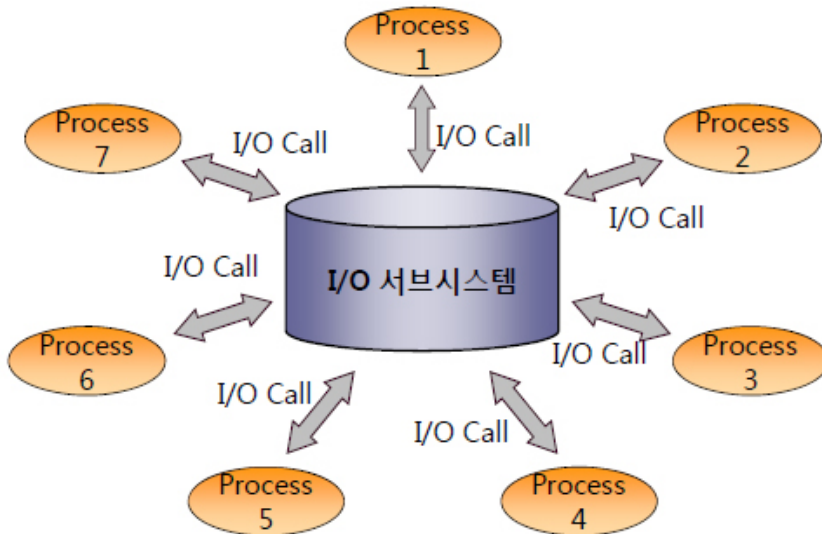 Process
1
Process
7
I/O Call
I/O Call
Process
2
I/O Call
I/O Call
I/O 서브시스템
Process
6
I/O Call
Process
3
I/O Call
I/O Call
Process
5
Process
4